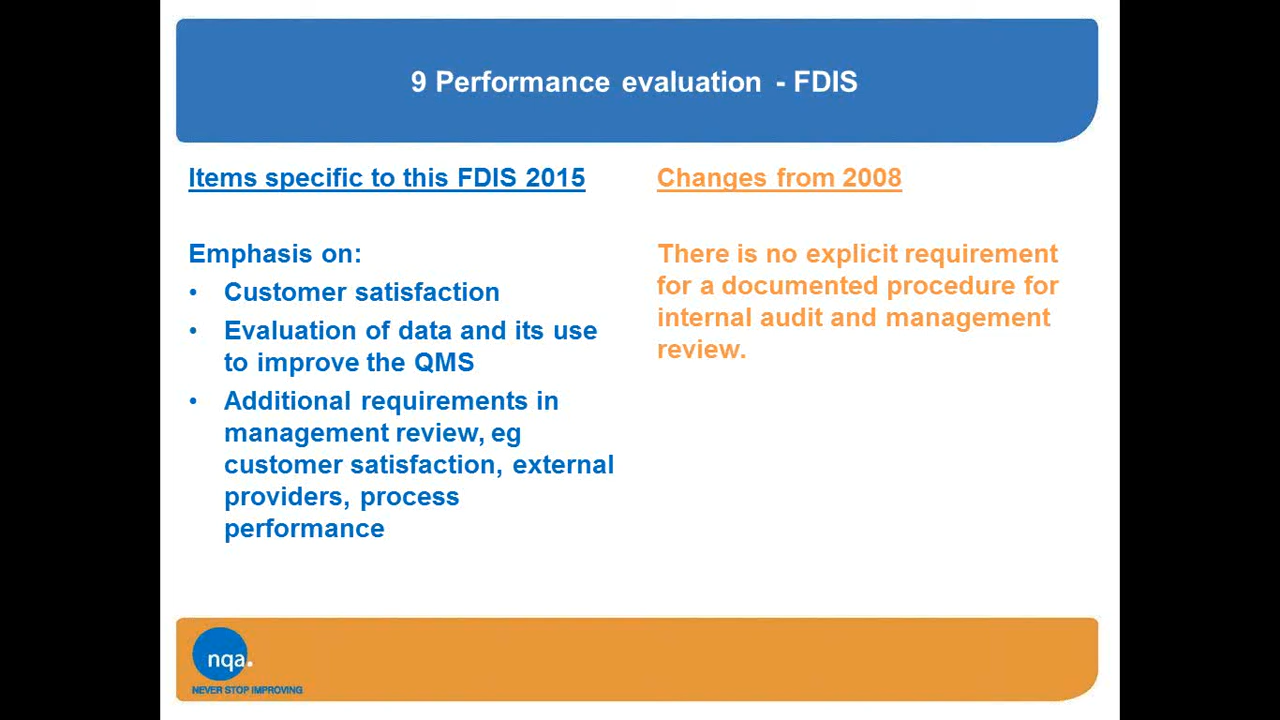 9 Performance evaluation - FDIS
Items specific to this FDIS 2015
Emphasis on:
• Customer satisfaction
• Evaluation of data and its use
to improve the QMS
• Additional requirements in
management review, eg
customer satisfaction, external
providers, process
performance
Changes from 2008
There is no explicit requirement
for a documented procedure for
internal audit and management
review.
nqa.
NEVER STOP IMPROVING